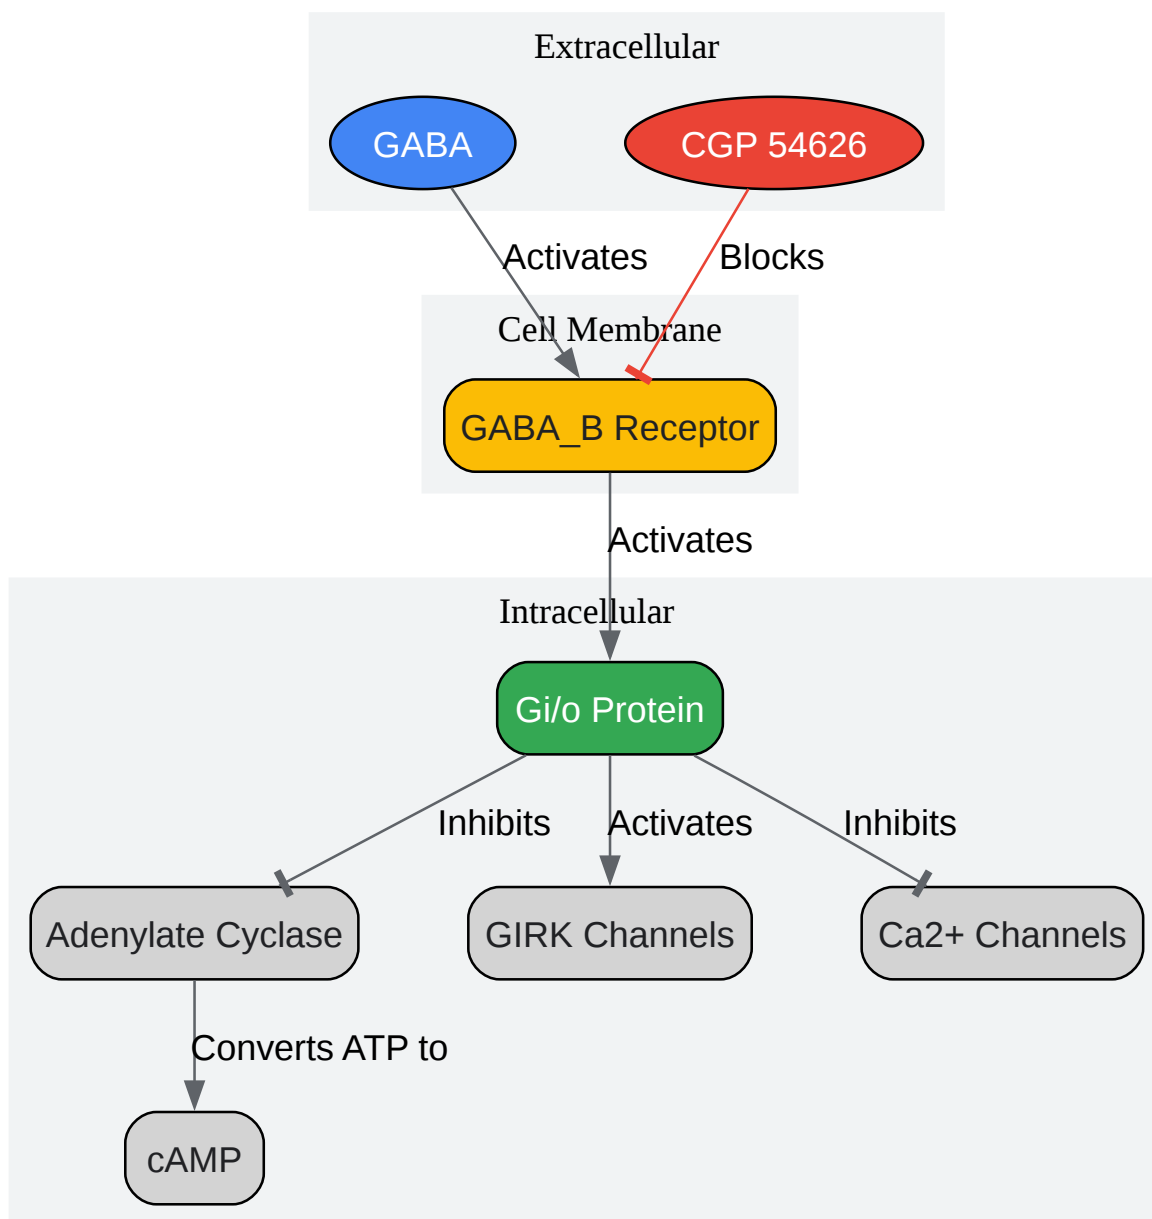 Extracellular
GABA
CGP 54626
Activates
Blocks
Cell Membrane
GABA_B Receptor
Activates
Intracellular
Gi/o Protein
Inhibits
Activates
Inhibits
Adenylate Cyclase
GIRK Channels
Ca2+ Channels
Converts ATP to
cAMP